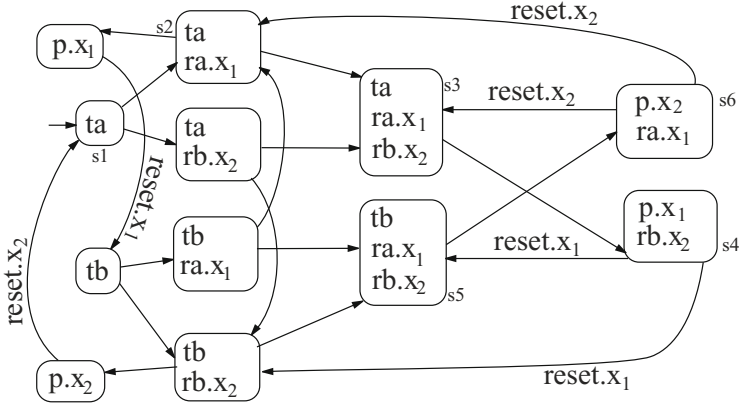 reset.x₂
p.x₁
s2
ta
ra.x₁
ta
s1
ta
rb.x₂
ta
ra.x₁
rb.x₂
s3
reset.x₂
p.x₂
ra.x₁
s6
reset.x₁
reset.x₂
tb
tb
ra.x₁
tb
ra.x₁
rb.x₂
s5
reset.x₁
p.x₁
rb.x₂
s4
p.x₂
tb
rb.x₂
reset.x₁